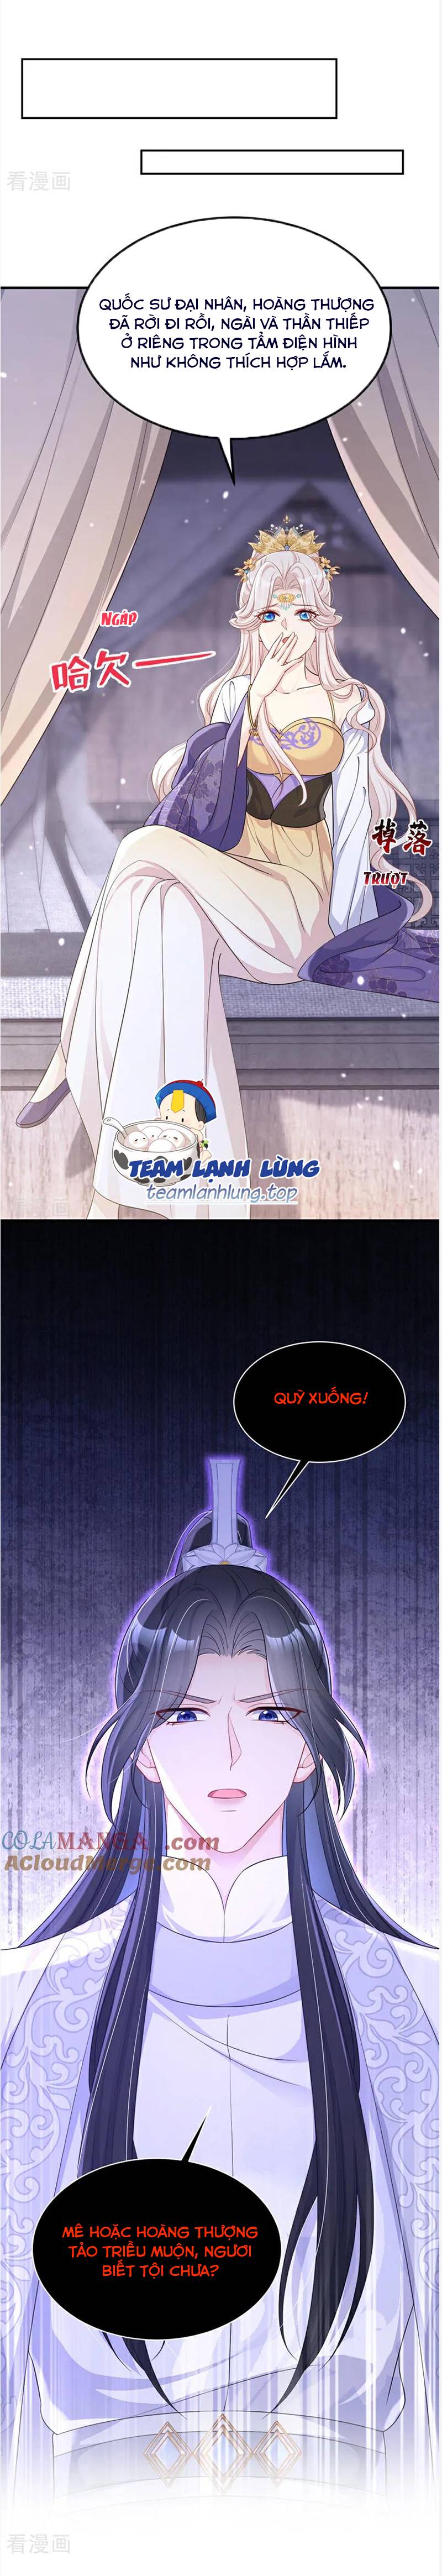 看漫画
QUỐC SƯ ĐẠI NHÂN, HOÀNG THƯỢNG
ĐÃ RỜI ĐI RỒI, NGÀI VÀ THẦN THIẾP
Ở RIÊNG TRONG TẨM ĐIỆN HÌNH
NHƯ KHÔNG THÍCH HỢP LẮM.
NGÁP
哈欠
掉落
TRƯỢT
TEAM LẠNH LÙNG
teamlanhlung.top
看漫画
QUỲ XUỐNG!
COLAMANGA.com
ACloudMerge.com
MÊ HOẶC HOÀNG THƯỢNG
TẢO TRIỀU MUỘN, NGƯƠI
BIẾT TỘI CHƯA?
看漫画